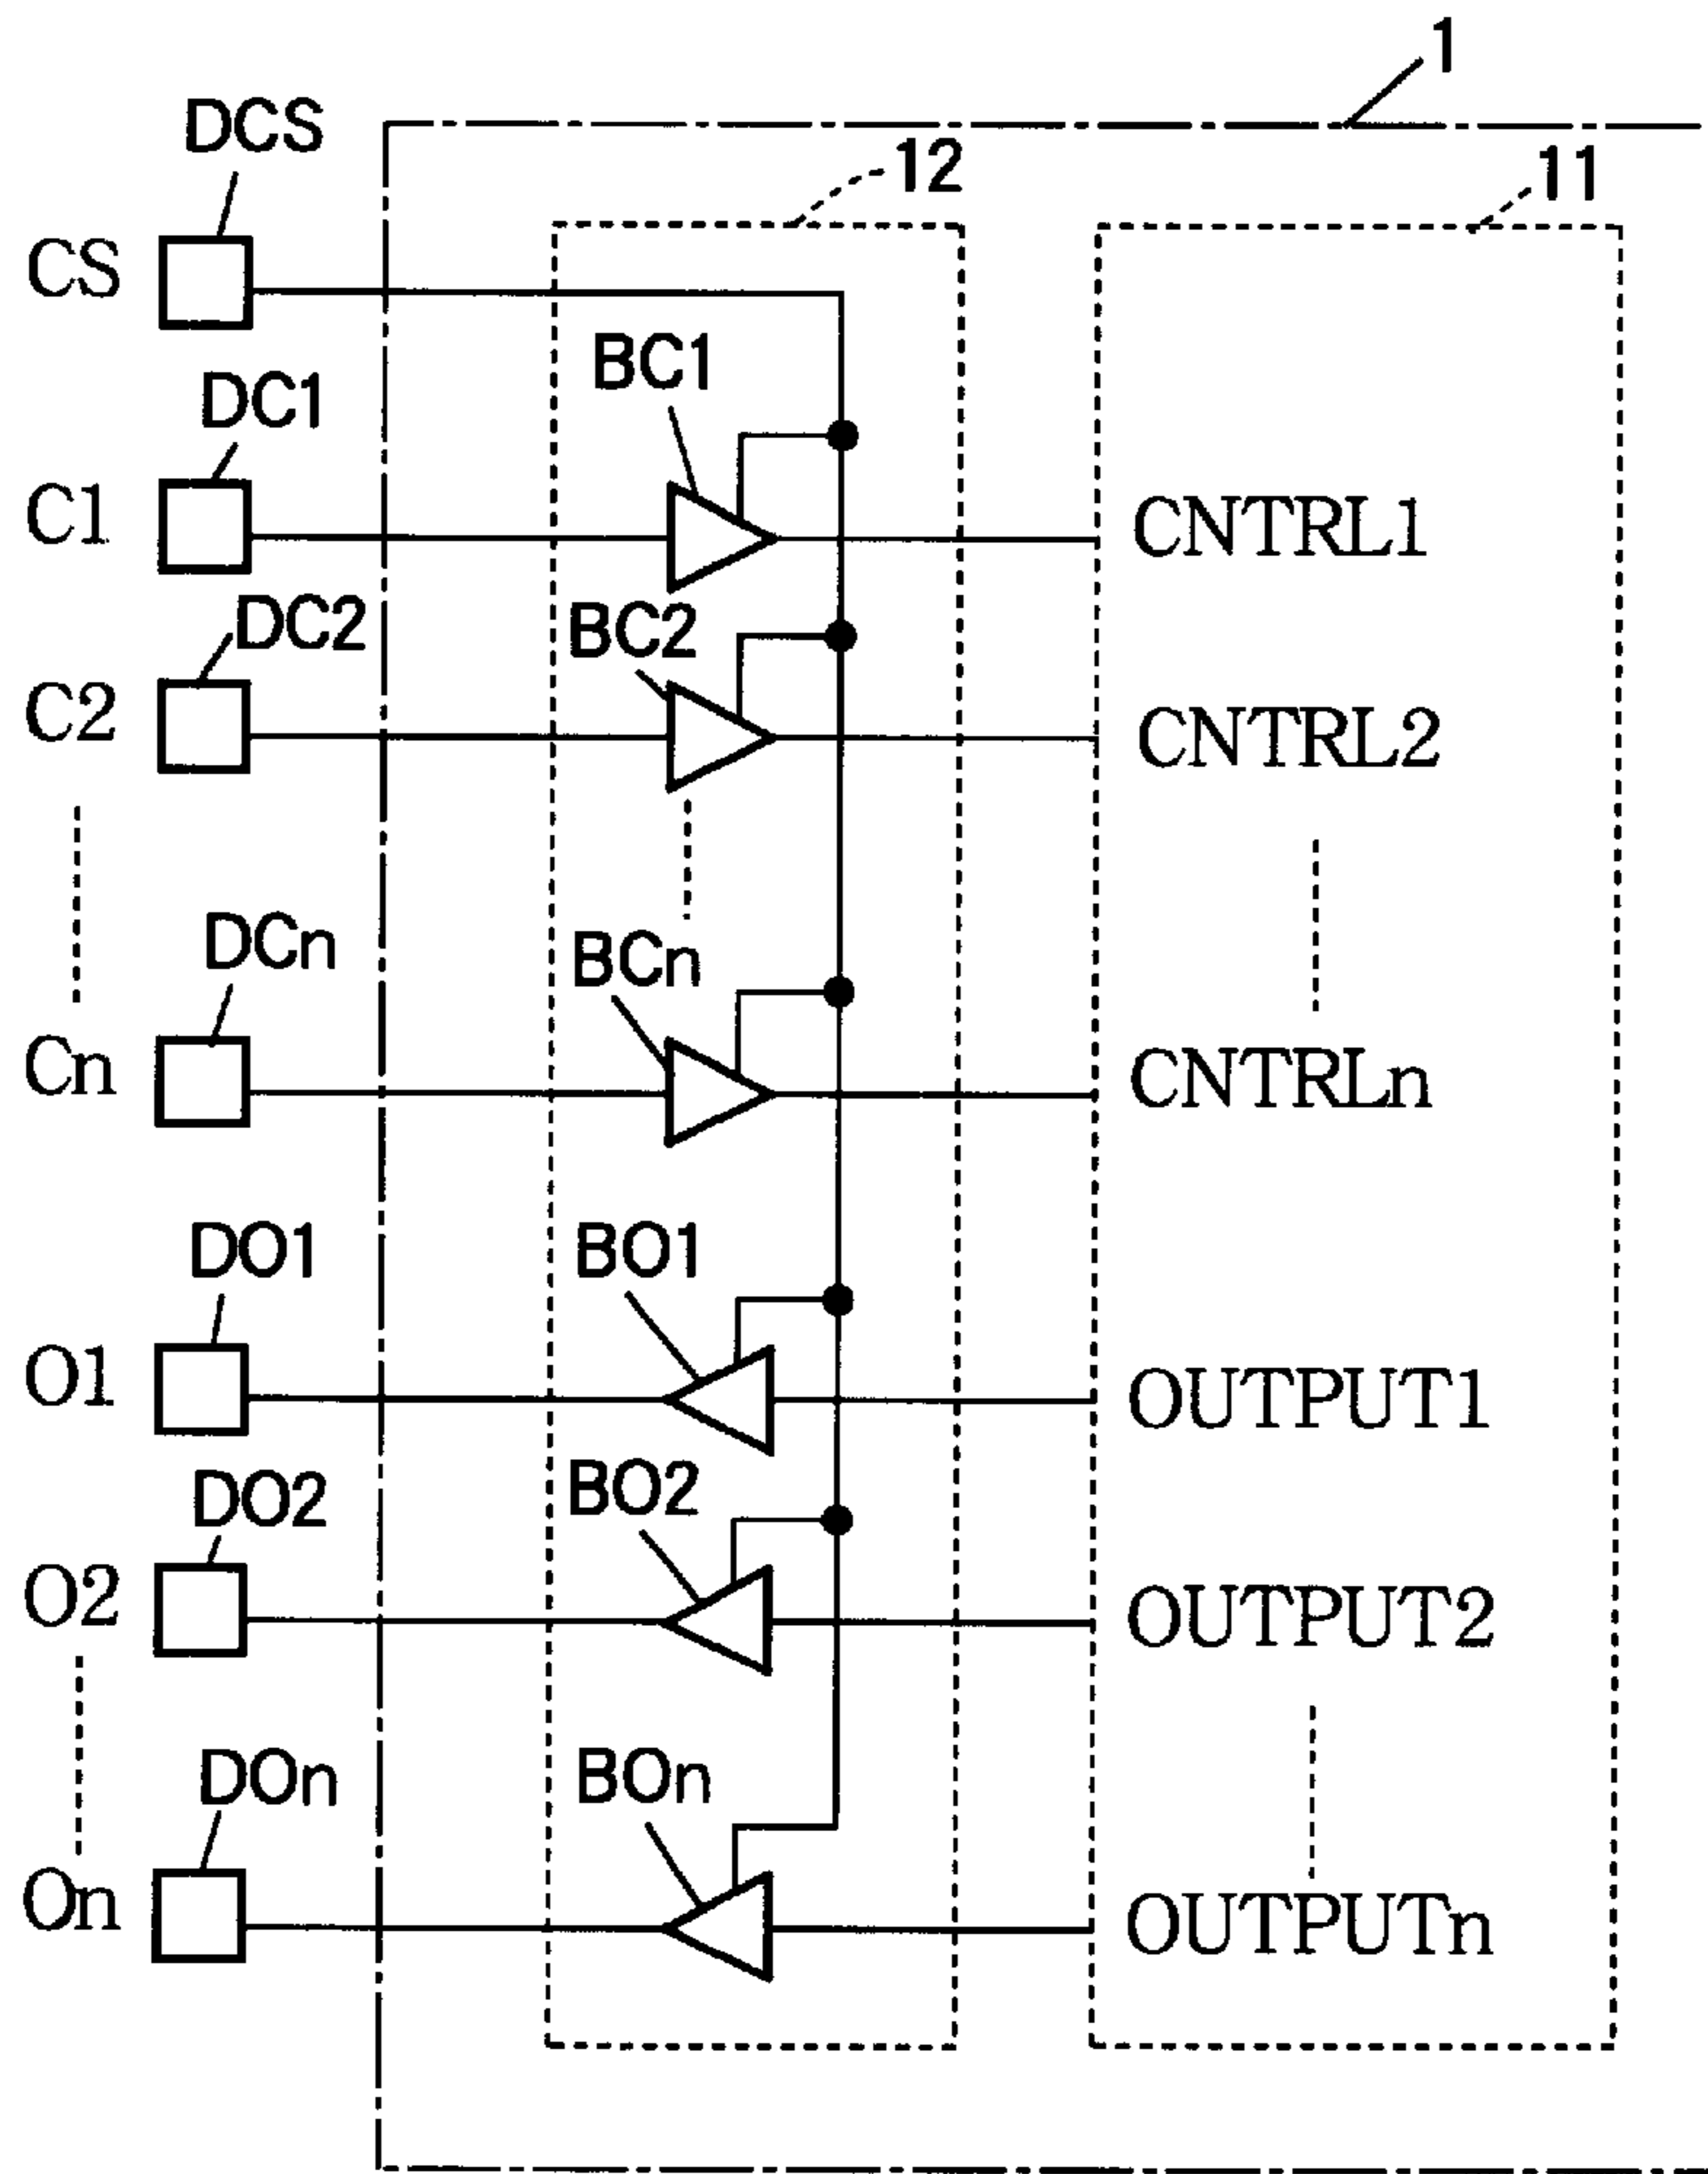 1
DCS
12
11
CS
BC1
DC1
C1
CNTRL1
DC2
BC2
C2
CNTRL2
DCn
BCn
Cn
CNTRLn
DO1
BO1
O1
OUTPUT1
DO2
BO2
O2
OUTPUT2
DOn
BOn
On
OUTPUTn